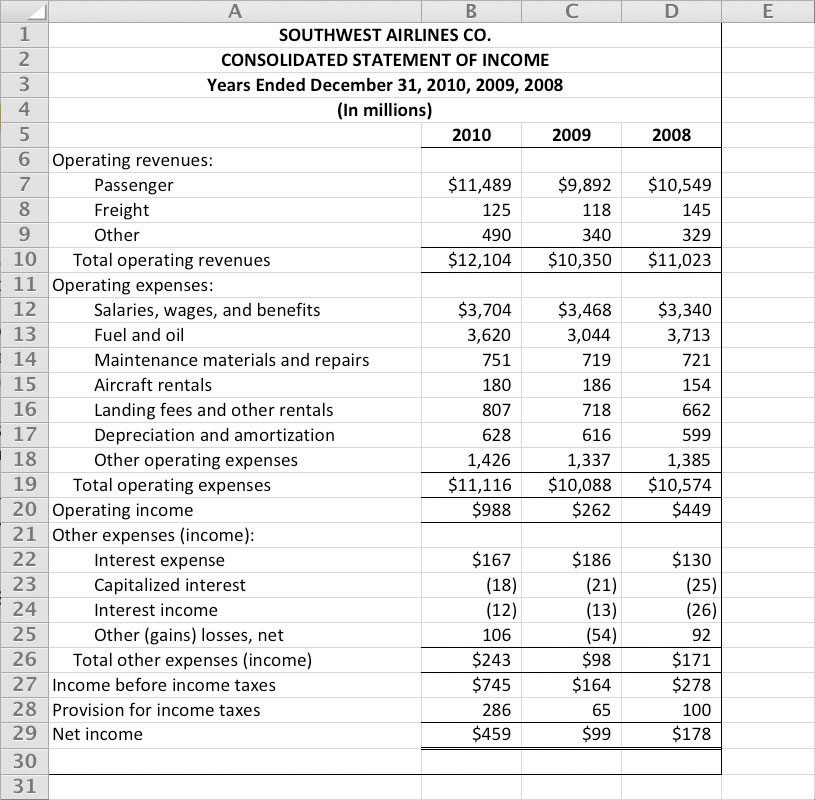 A B C D E
1 SOUTHWEST AIRLINES CO.
2 CONSOLIDATED STATEMENT OF INCOME
3 Years Ended December 31, 2010, 2009, 2008
4 (In millions)
5 2010 2009 2008
6 Operating revenues:
7 Passenger $11,489 $9,892 $10,549
8 Freight 125 118 145
9 Other 490 340 329
10 Total operating revenues $12,104 $10,350 $11,023
11 Operating expenses:
12 Salaries, wages, and benefits $3,704 $3,468 $3,340
13 Fuel and oil 3,620 3,044 3,713
14 Maintenance materials and repairs 751 719 721
15 Aircraft rentals 180 186 154
16 Landing fees and other rentals 807 718 662
17 Depreciation and amortization 628 616 599
18 Other operating expenses 1,426 1,337 1,385
19 Total operating expenses $11,116 $10,088 $10,574
20 Operating income $988 $262 $449
21 Other expenses (income):
22 Interest expense $167 $186 $130
23 Capitalized interest (18) (21) (25)
24 Interest income (12) (13) (26)
25 Other (gains) losses, net 106 (54) 92
26 Total other expenses (income) $243 $98 $171
27 Income before income taxes $745 $164 $278
28 Provision for income taxes 286 65 100
29 Net income $459 $99 $178
30
31